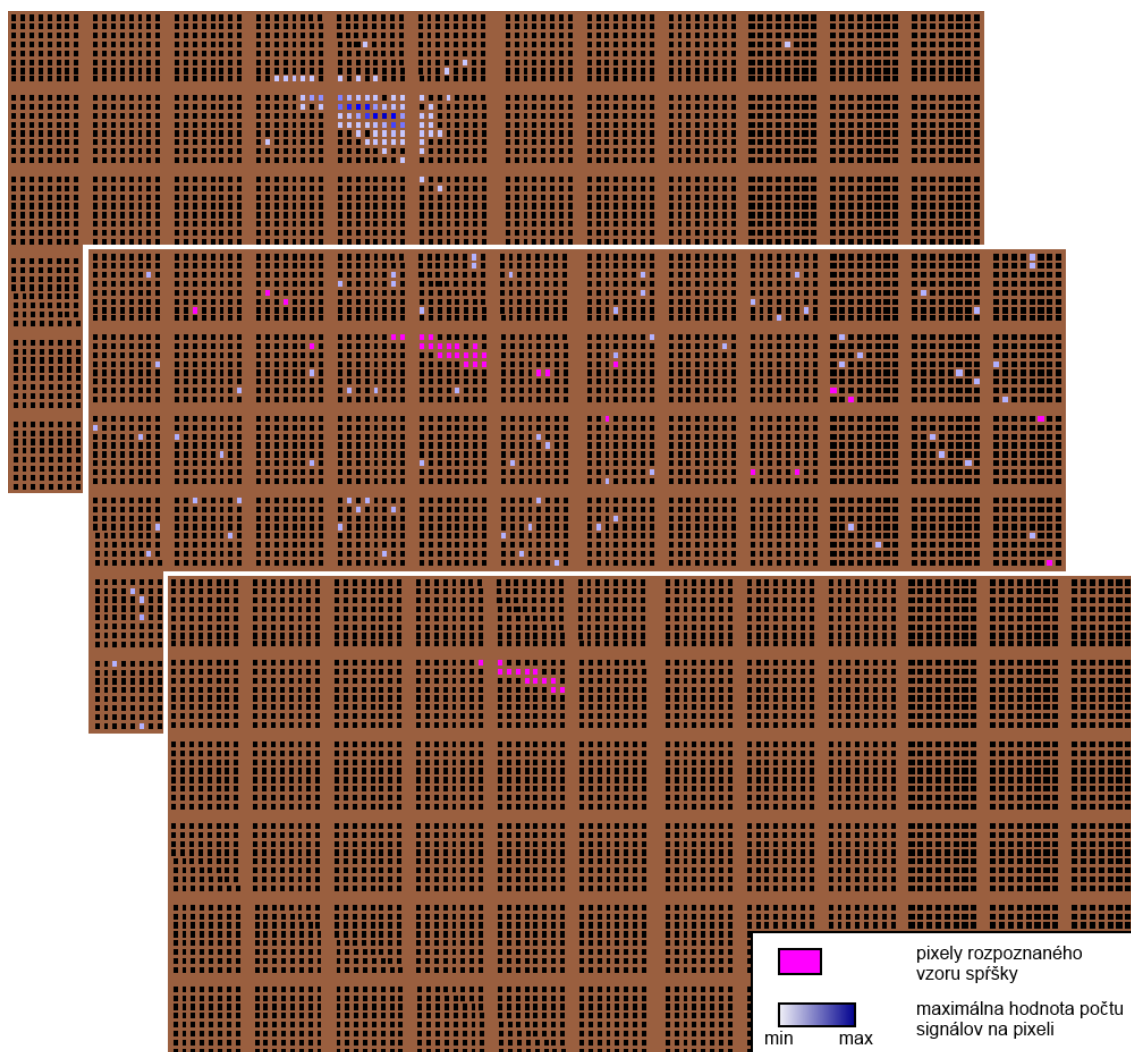 pixely rozpoznaného
vzoru spŕšky
maximálna hodnota počtu
signálov na pixeli
min max